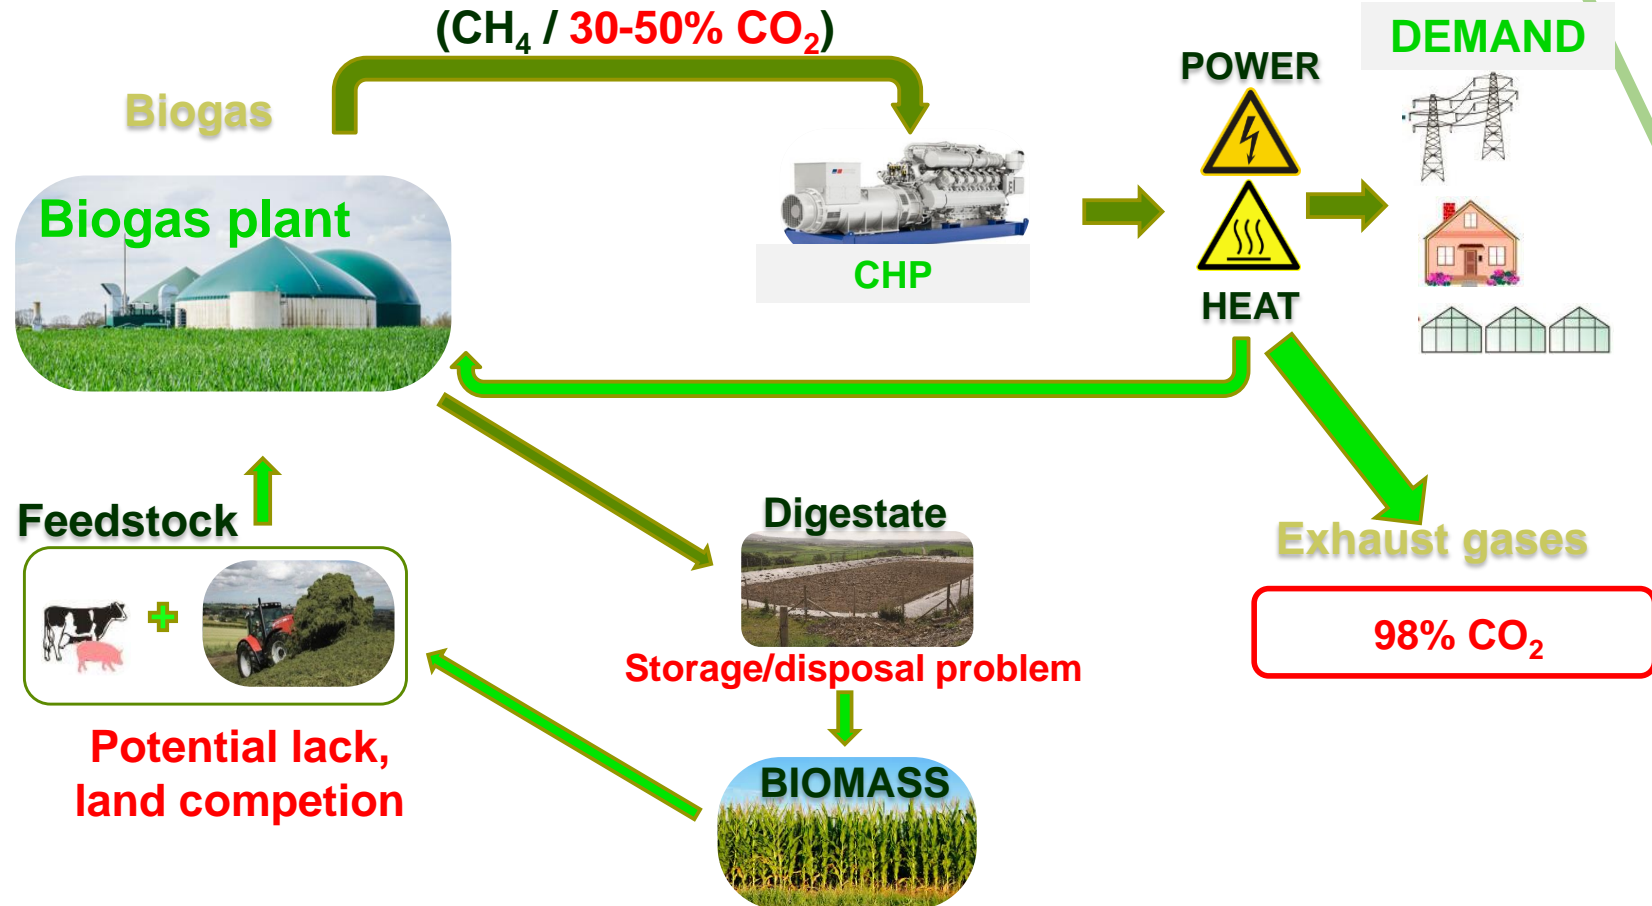 (CH₄ / 30-50% CO₂)
DEMAND
POWER
Biogas
Biogas plant
CHP
HEAT
Feedstock
Digestate
Exhaust gases
98% CO₂
Storage/disposal problem
Potential lack,
land competion
BIOMASS